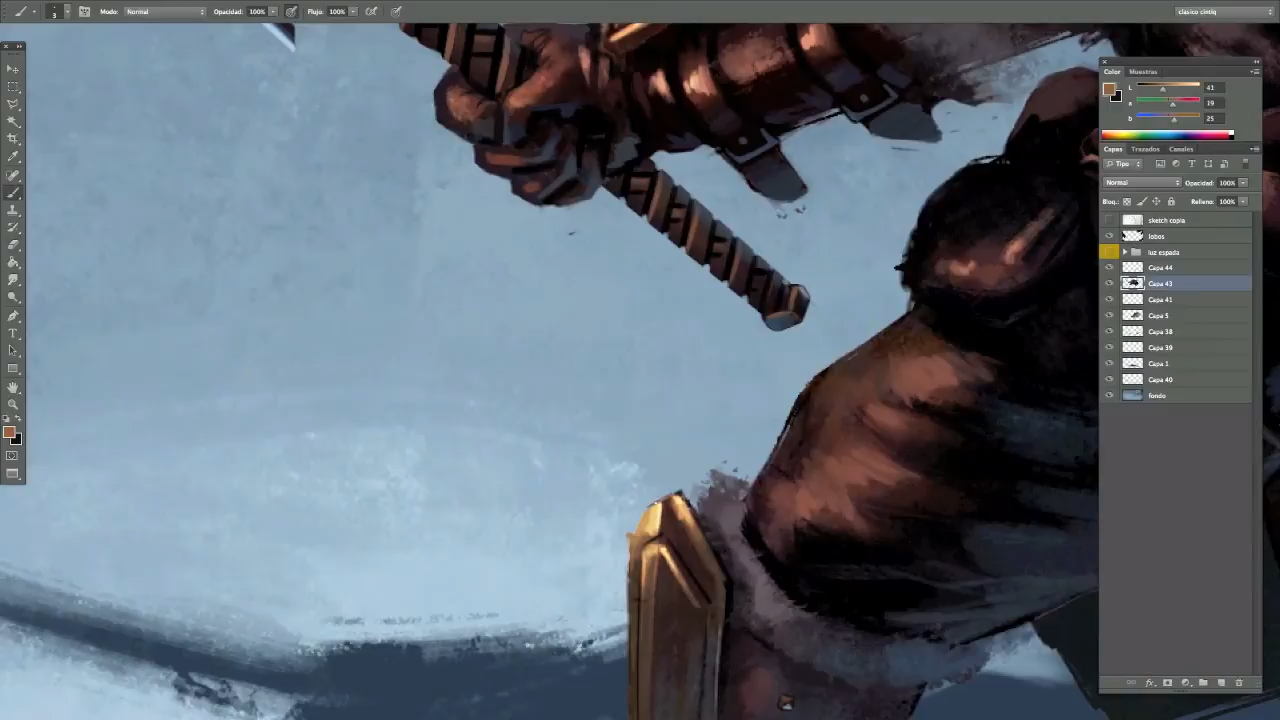 3 Modo: Normal Opacidad: 100% Flujo: 100% clasico cintiq
Color Muestras
L 41
a 19
b 25
Capas Trazados Canales
Tipo
Normal Opacidad: 100%
Bloq.: Relleno: 100%
sketch copia
lobos
luz espada
Capa 44
Capa 43
Capa 41
Capa 5
Capa 38
Capa 39
Capa 1
Capa 40
fondo